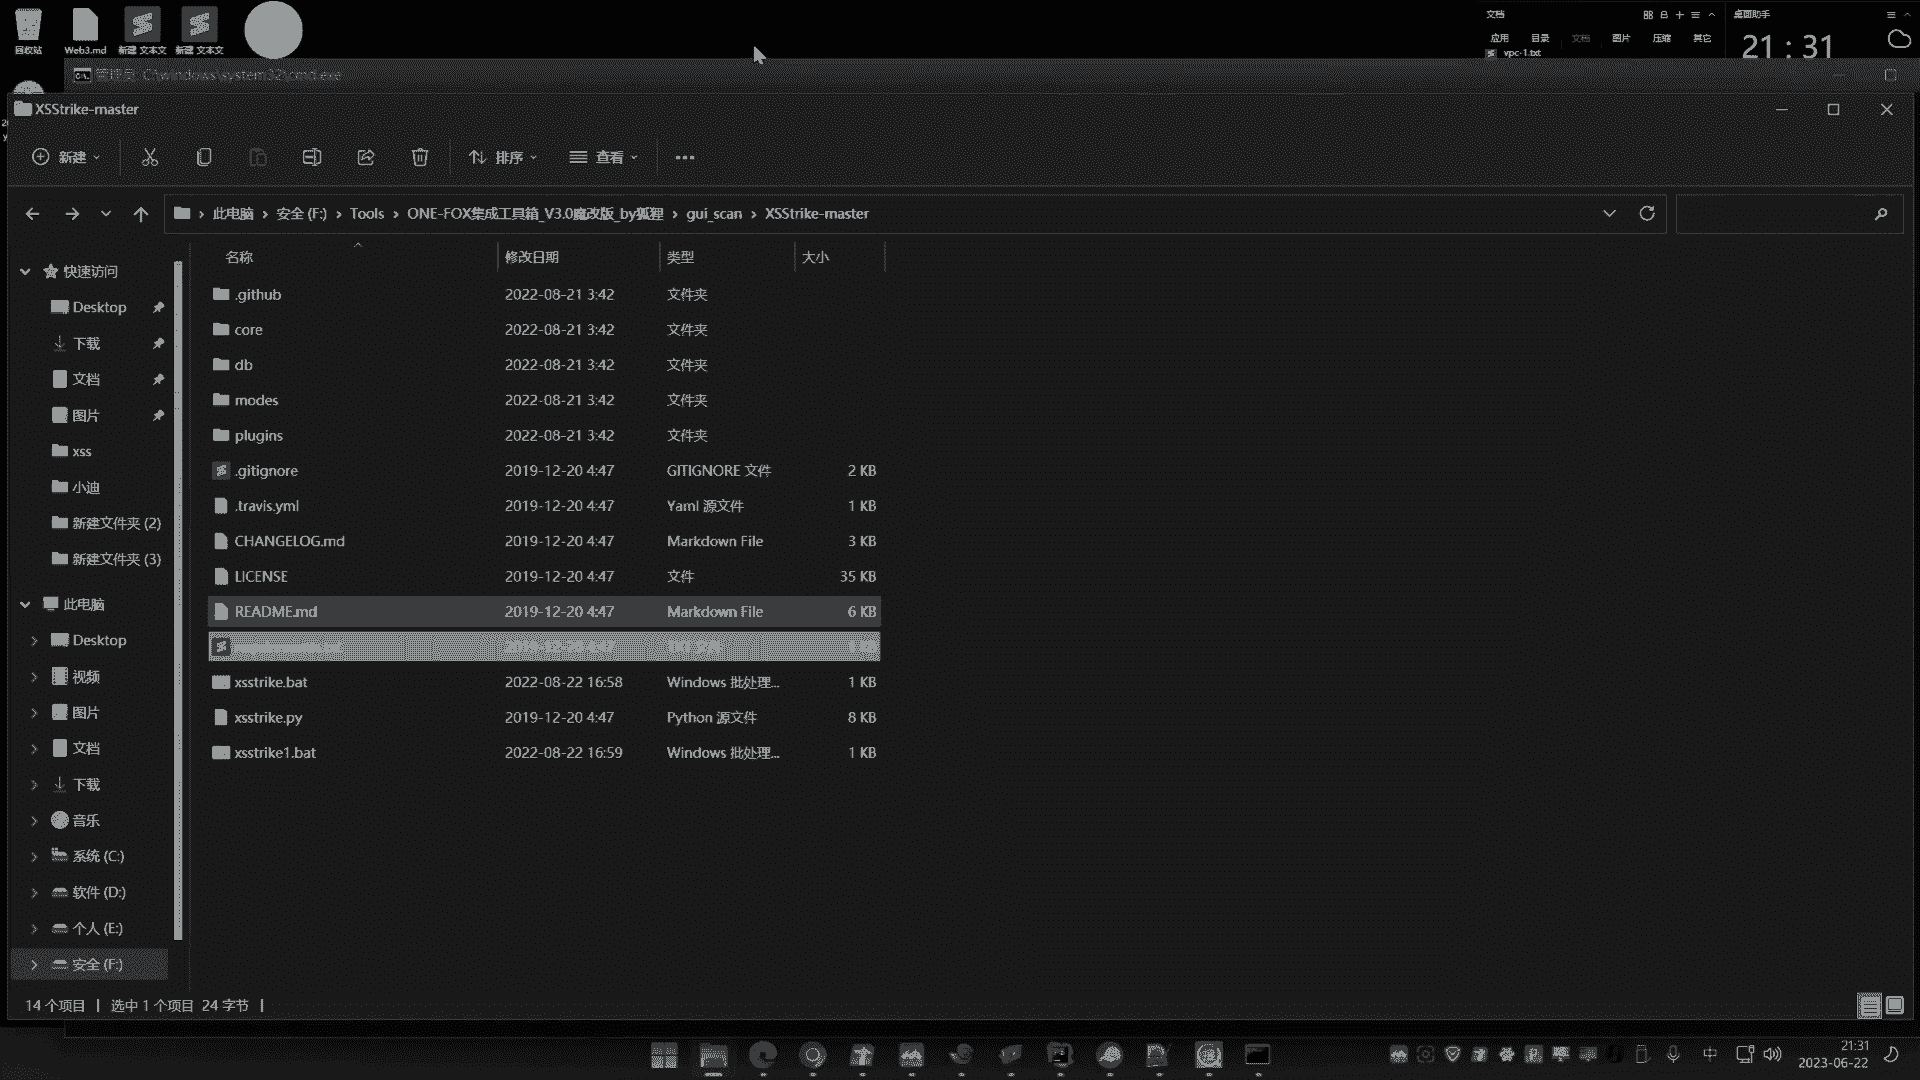 回收站
Web3.md
新建 文本文
新建 文本文
文档
应用 目录 文档 图片 压缩 其它
vpc-1.txt
桌面助手
21 : 31
管理员: C:\windows\system32\cmd.exe
XSStrike-master
新建
排序
查看
此电脑 › 安全 (F:) › Tools › ONE-FOX集成工具箱_V3.0魔改版_by狐狸 › gui_scan › XSStrike-master
名称 修改日期 类型 大小
快速访问
Desktop
下载
文档
图片
xss
小迪
新建文件夹 (2)
新建文件夹 (3)
此电脑
Desktop
视频
图片
文档
下载
音乐
系统 (C:)
软件 (D:)
个人 (E:)
安全 (F:)
.github 2022-08-21 3:42 文件夹
core 2022-08-21 3:42 文件夹
db 2022-08-21 3:42 文件夹
modes 2022-08-21 3:42 文件夹
plugins 2022-08-21 3:42 文件夹
.gitignore 2019-12-20 4:47 GITIGNORE 文件 2 KB
.travis.yml 2019-12-20 4:47 Yaml 源文件 1 KB
CHANGELOG.md 2019-12-20 4:47 Markdown File 3 KB
LICENSE 2019-12-20 4:47 文件 35 KB
README.md 2019-12-20 4:47 Markdown File 6 KB
xsstrike.bat 2022-08-22 16:58 Windows 批处理... 1 KB
xsstrike.py 2019-12-20 4:47 Python 源文件 8 KB
xsstrike1.bat 2022-08-22 16:59 Windows 批处理... 1 KB
14 个项目 | 选中 1 个项目 24 字节 |
中
21:31
2023-06-22